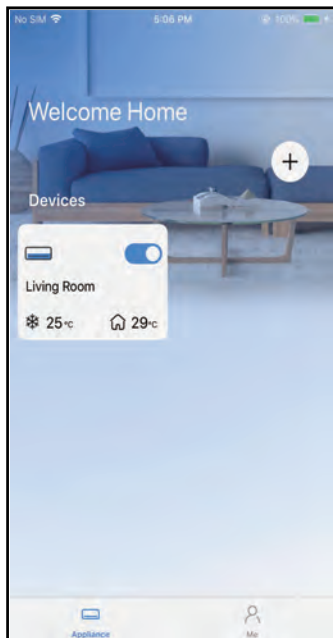 No SIM 5:06 PM 100%
Welcome Home
+
Devices
Living Room
25°C 29°C
Appliance Me